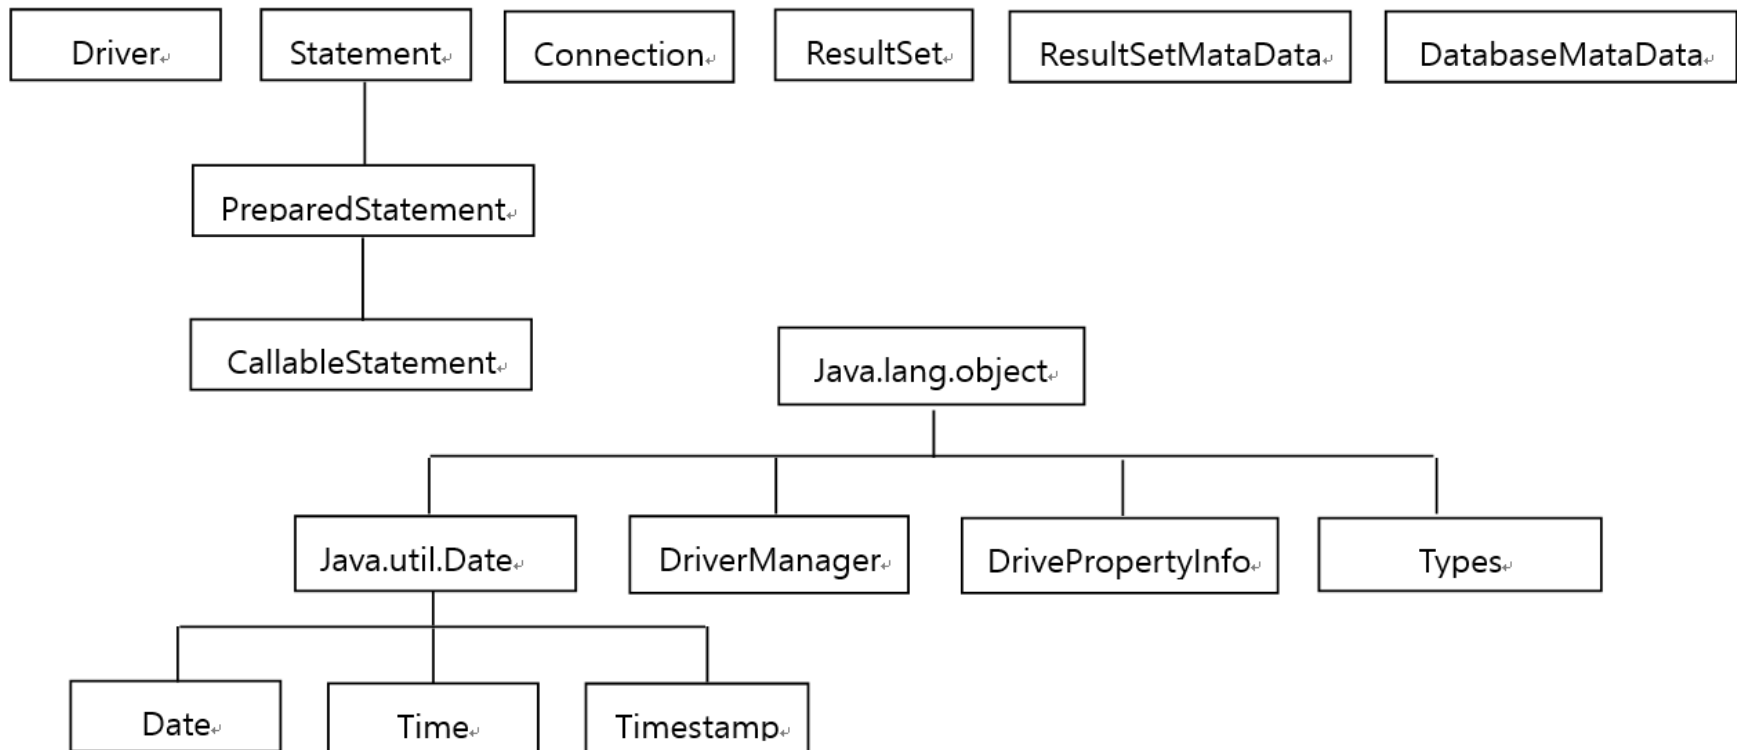 Driver
Statement
Connection
ResultSet
ResultSetMataData
DatabaseMataData
PreparedStatement
CallableStatement
Java.lang.object
Java.util.Date
DriverManager
DrivePropertyInfo
Types
Date
Time
Timestamp